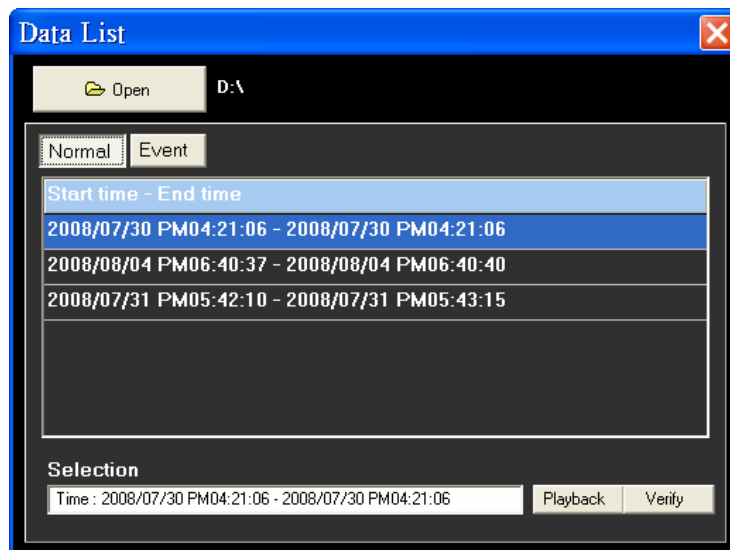 Data List
Open D:\
Normal Event
Start time - End time
2008/07/30 PM04:21:06 - 2008/07/30 PM04:21:06
2008/08/04 PM06:40:37 - 2008/08/04 PM06:40:40
2008/07/31 PM05:42:10 - 2008/07/31 PM05:43:15
Selection
Time : 2008/07/30 PM04:21:06 - 2008/07/30 PM04:21:06 Playback Verify